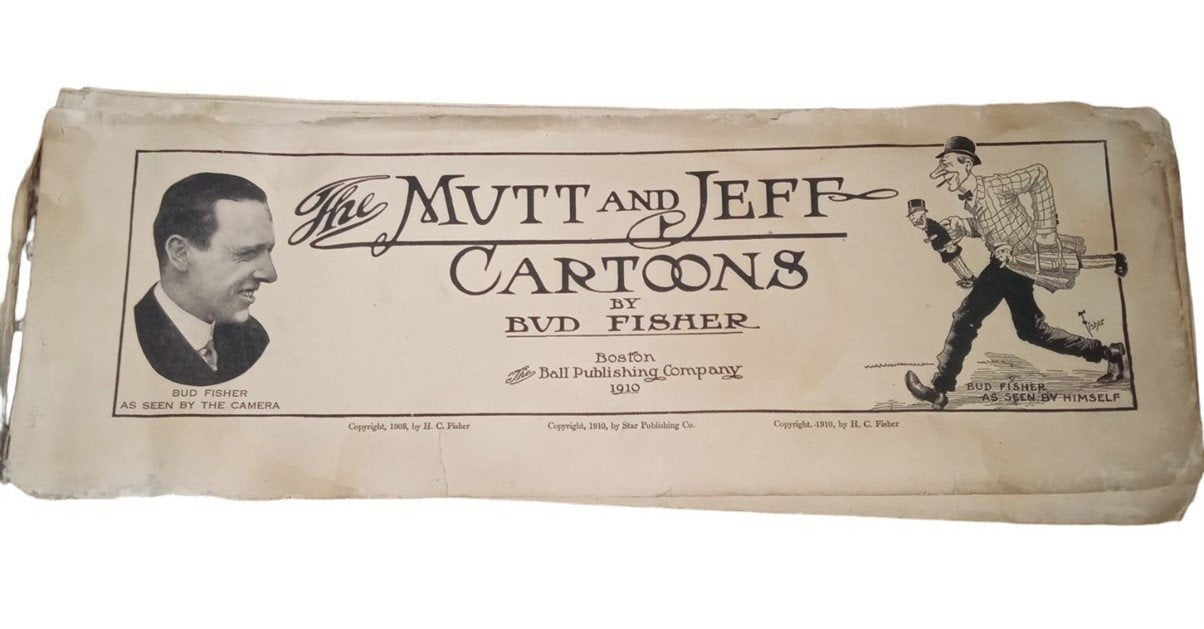 The MUTT AND JEFF
CARTOONS
BY
BUD FISHER
Boston
The Ball Publishing Company
1910
BUD FISHER
AS SEEN BY THE CAMERA
Fisher
BUD FISHER
AS SEEN BY HIMSELF
Copyright, 1908, by H. C. Fisher
Copyright, 1910, by Star Publishing Co.
Copyright, 1910, by H. C. Fisher